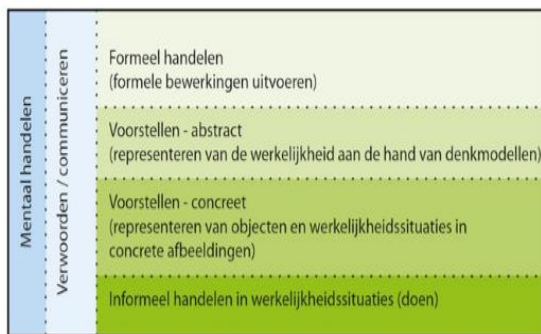 Mentaal handelen
Verwoorden / communiceren
Formeel handelen
(formele bewerkingen uitvoeren)
Voorstellen - abstract
(representeren van de werkelijkheid aan de hand van denkmodellen)
Voorstellen - concreet
(representeren van objecten en werkelijkheidssituaties in
concrete afbeeldingen)
Informeel handelen in werkelijkheidssituaties (doen)